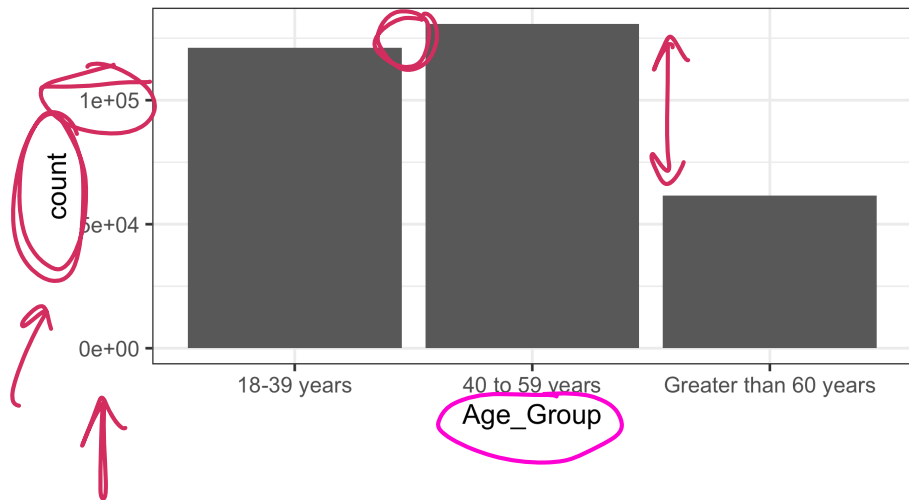 1e+05
count
5e+04
0e+00
18-39 years
40 to 59 years
Greater than 60 years
Age_Group